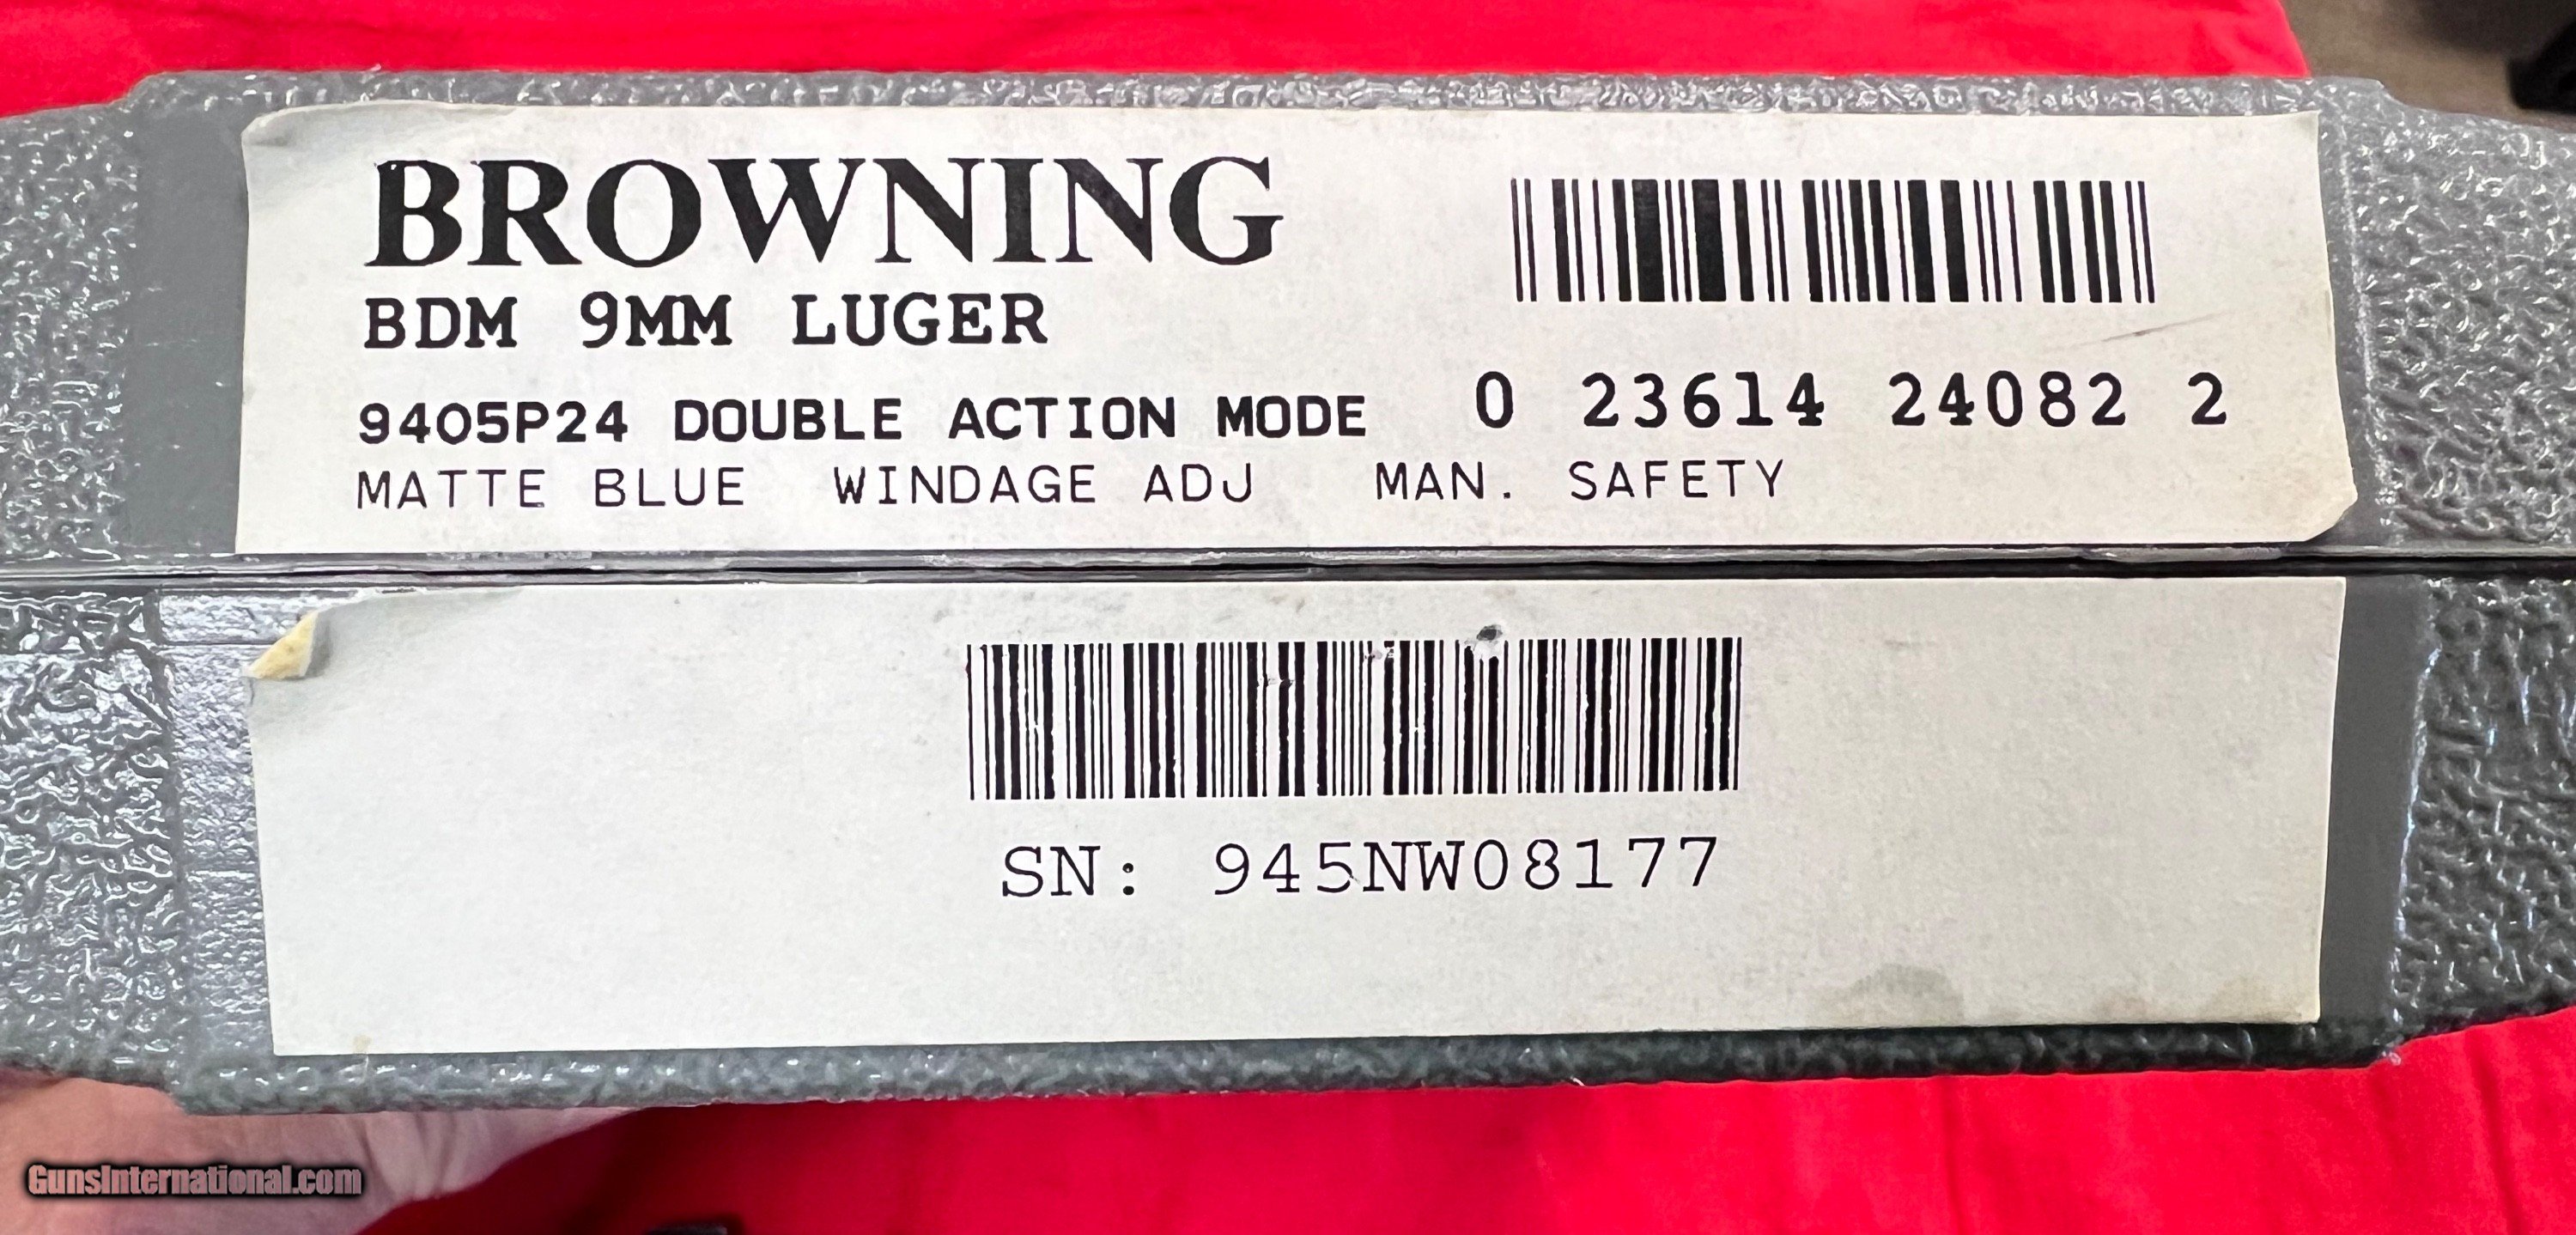 BROWNING
BDM 9MM LUGER
9405P24 DOUBLE ACTION MODE
0 23614 24082 2
MATTE BLUE WINDAGE ADJ MAN. SAFETY
SN: 945NW08177
GunsInternational.com